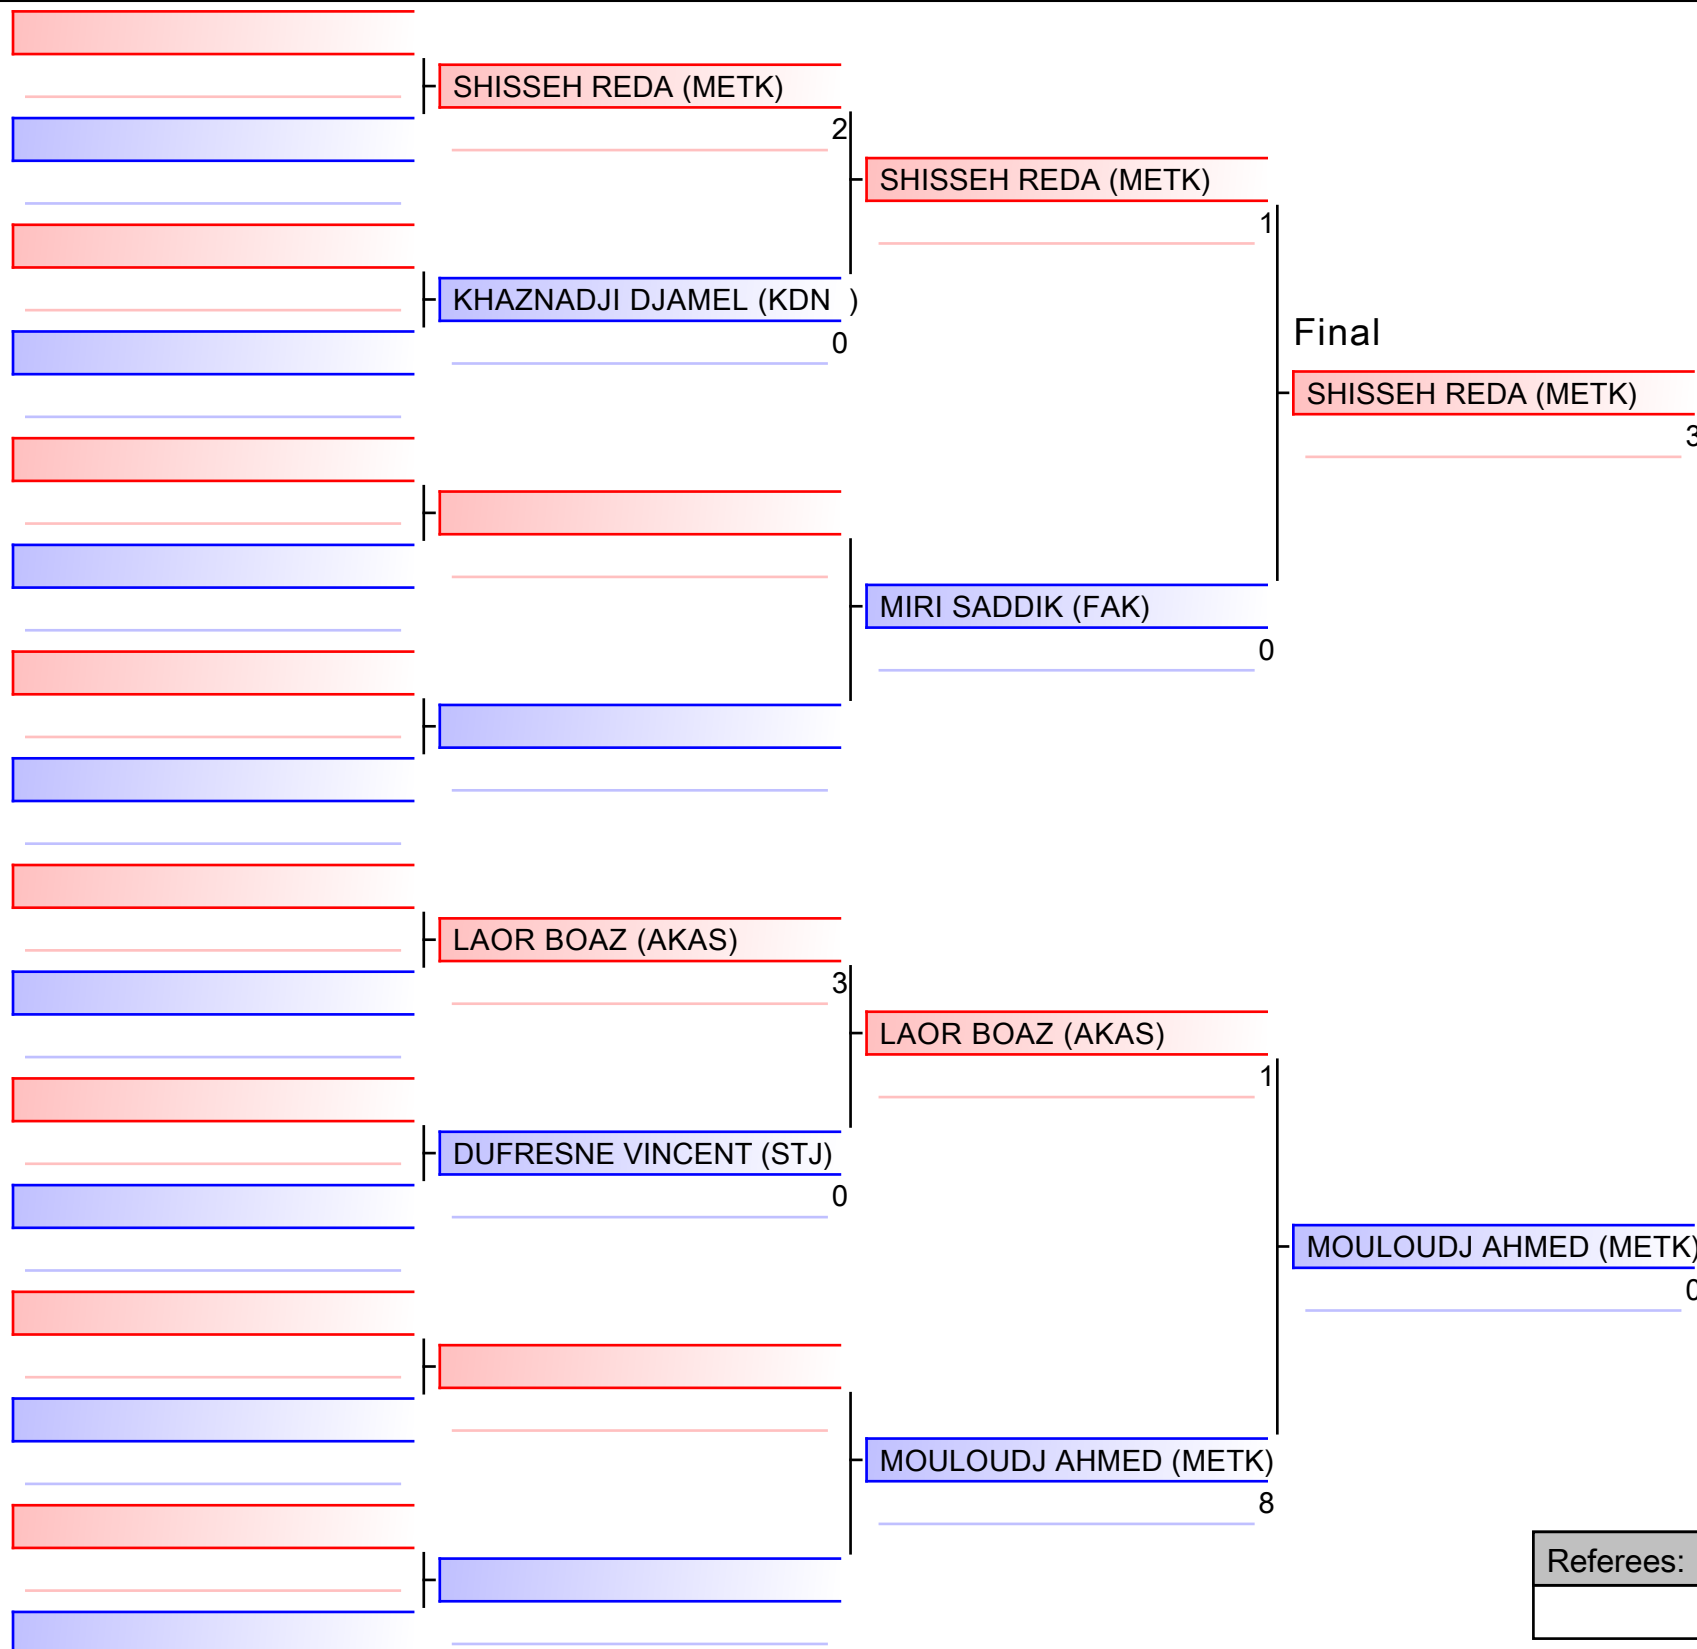 SHISSEH REDA (METK)
2
SHISSEH REDA (METK)
1
KHAZNADJI DJAMEL (KDN  )
0
Final
SHISSEH REDA (METK)
3
MIRI SADDIK (FAK)
0
LAOR BOAZ (AKAS)
3
LAOR BOAZ (AKAS)
1
DUFRESNE VINCENT (STJ)
0
MOULOUDJ AHMED (METK)
0
MOULOUDJ AHMED (METK)
8
Referees: